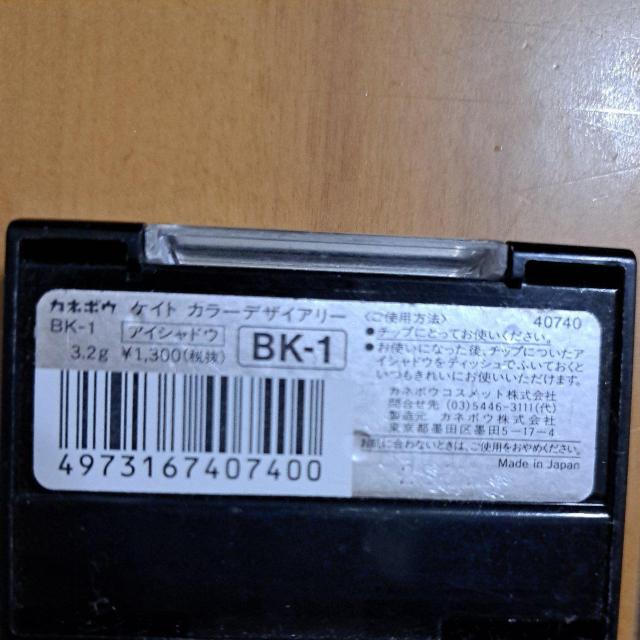 カネボウ ケイト カラーデザイアリー
BK-1 アイシャドウ
3.2g ¥1,300(税抜) BK-1
4973167407400
<ご使用方法> 40740
●チップにとってお使いください。
●お使いになった後、チップについたア
イシャドウをティッシュでふいておくと
いつもきれいにお使いいただけます。
カネボウコスメット株式会社
(03)5446-3111(代)
製造元 カネボウ株式会社
東京都墨田区墨田5-17-4
肌に合わないときは、ご使用をおやめください。
Made in Japan